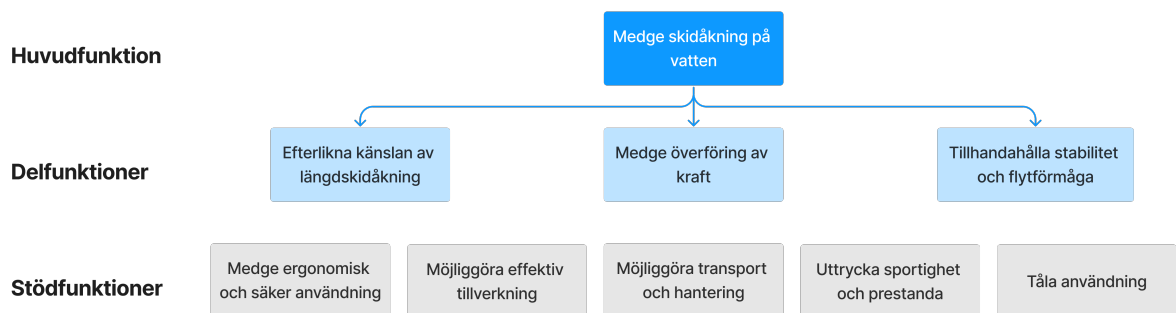 Huvudfunktion
Medge skidåkning på
vatten
Delfunktioner
Efterlikna känslan av
längdskidåkning
Medge överföring av
kraft
Tillhandahålla stabilitet
och flytförmåga
Stödfunktioner
Medge ergonomisk
och säker användning
Möjliggöra effektiv
tillverkning
Möjliggöra transport
och hantering
Uttrycka sportighet
och prestanda
Tåla användning